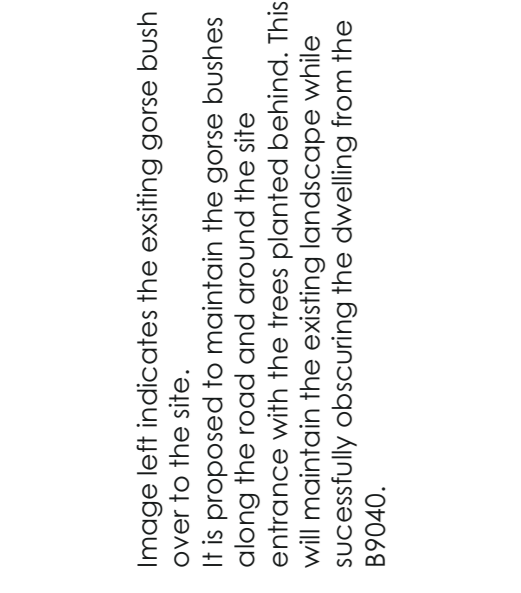 Image left indicates the exsiting gorse bush
over to the site.
It is proposed to maintain the gorse bushes
along the road and around the site
entrance with the trees planted behind. This
will maintain the existing landscape while
sucessfully obscuring the dwelling from the
B9040.